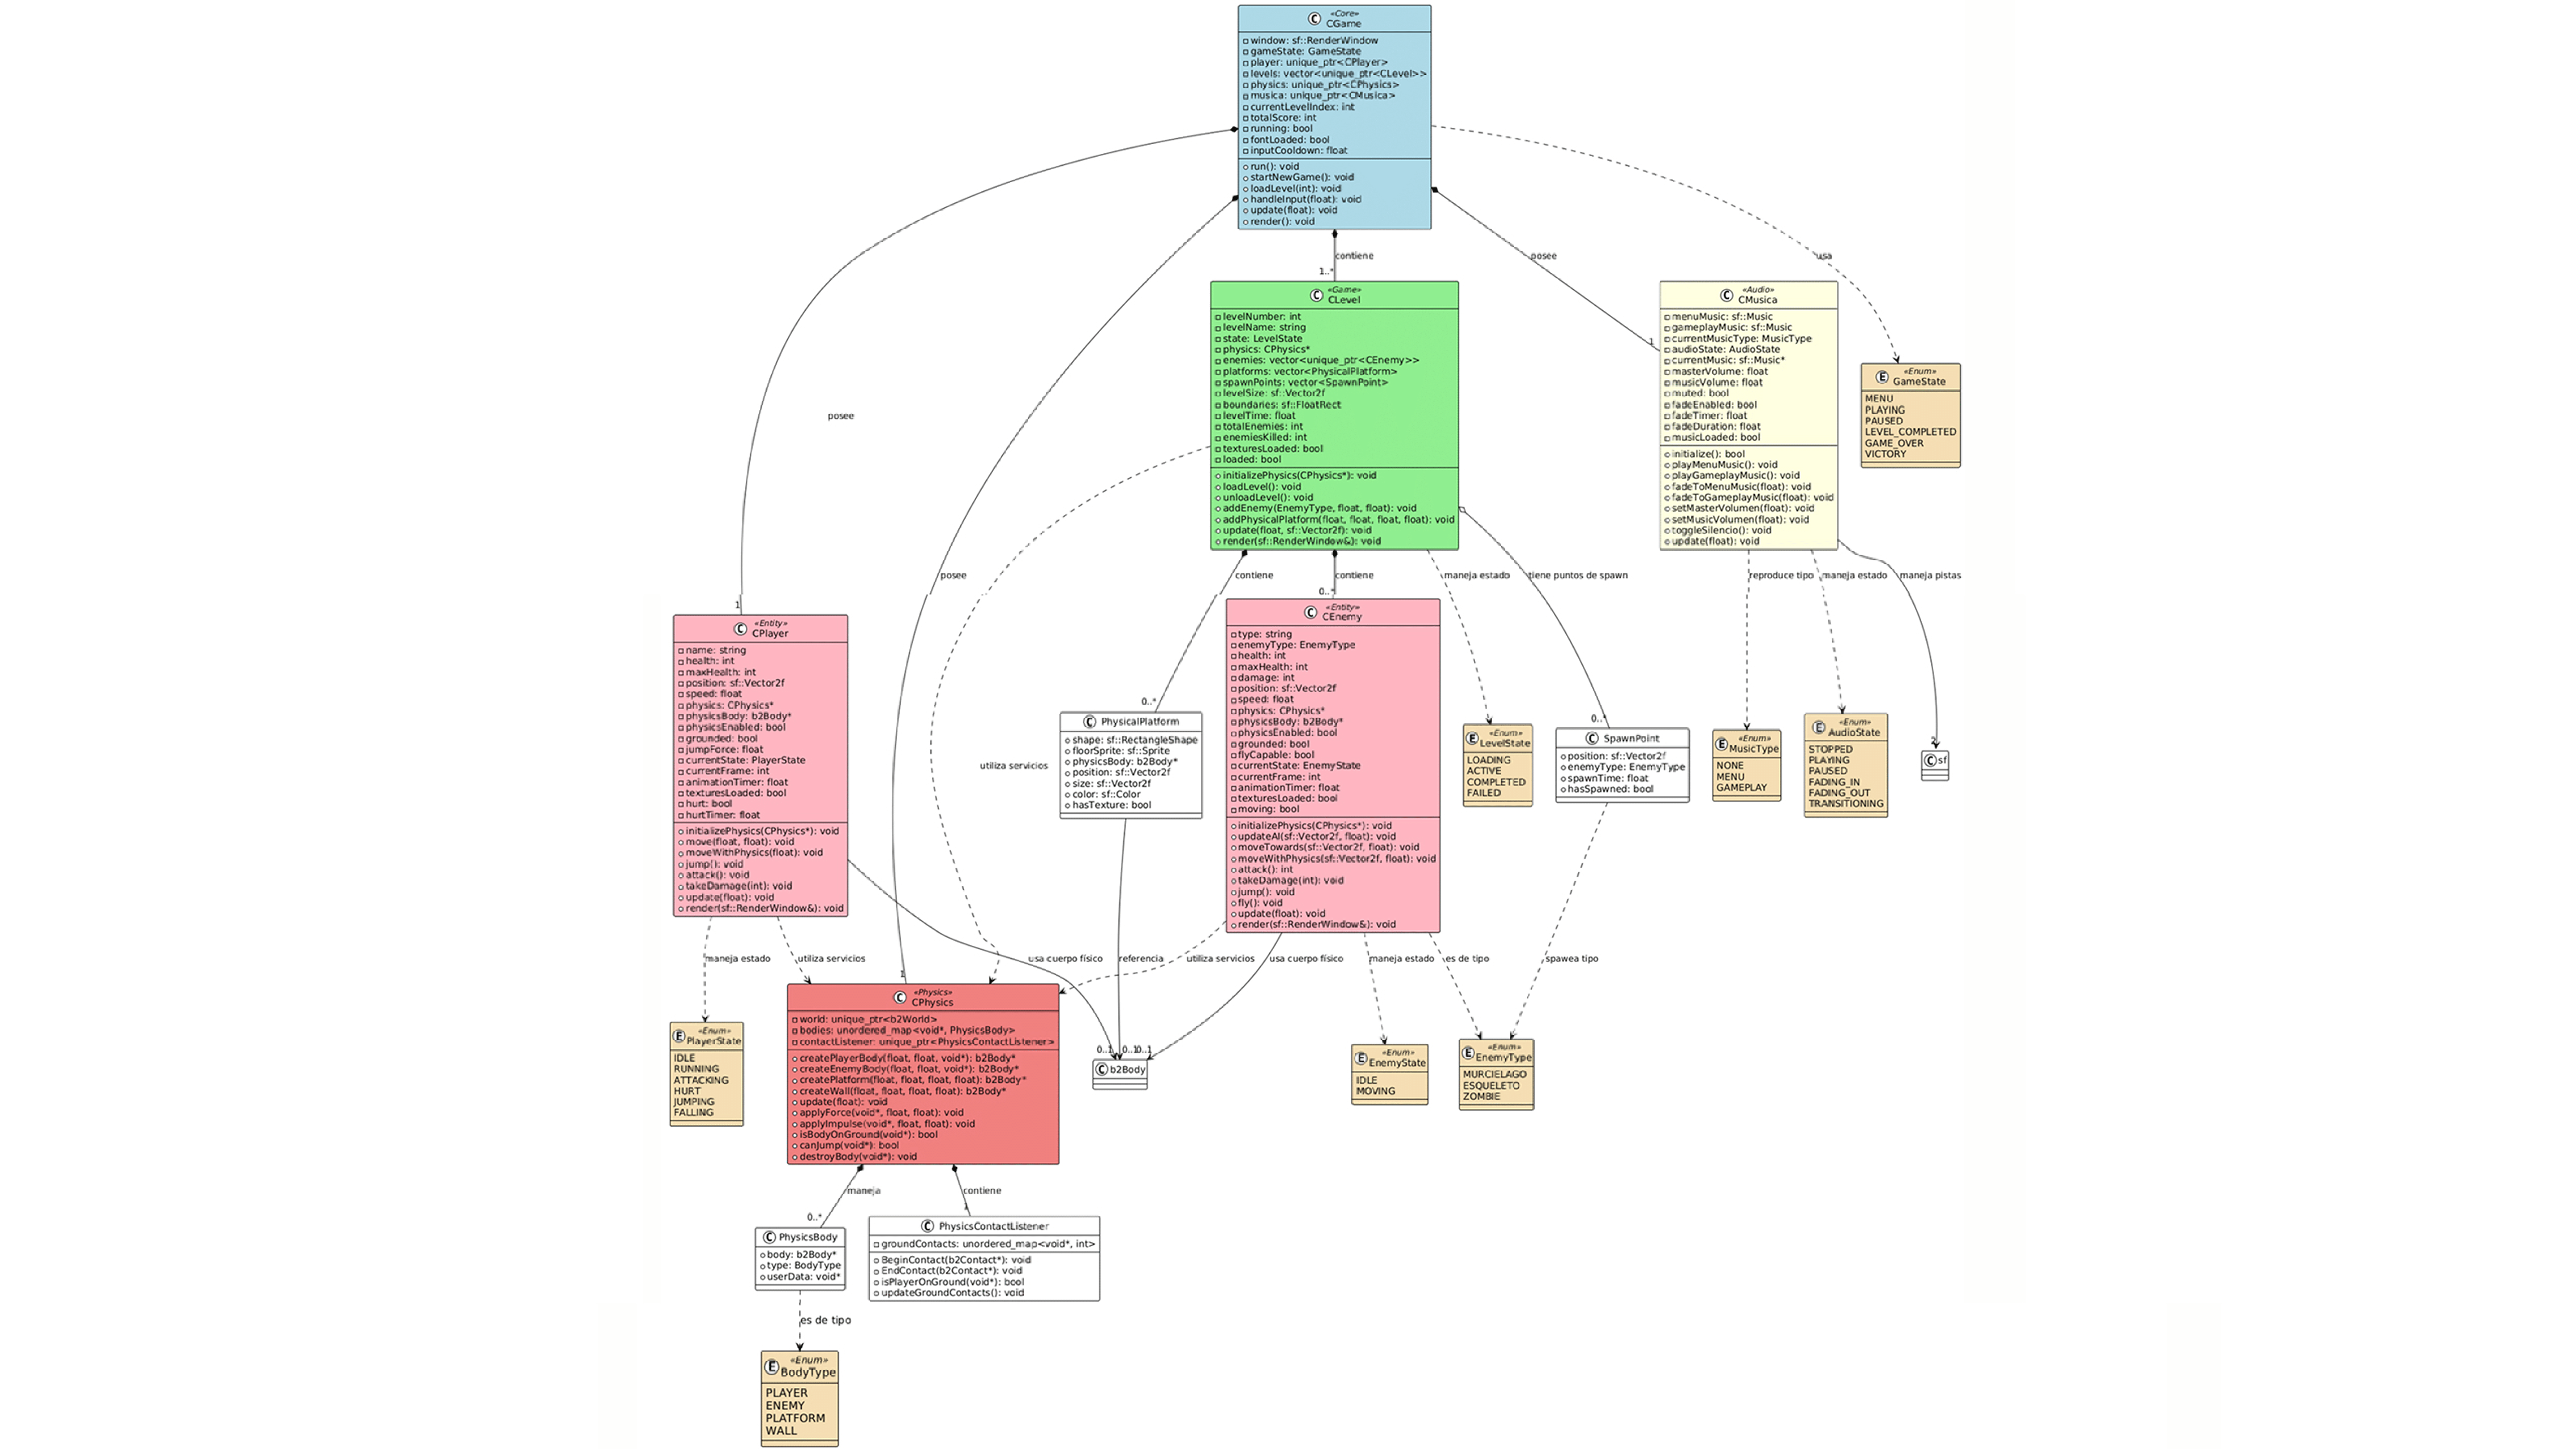 «Core»
C CGame
window: sf::RenderWindow
gameState: GameState
player: unique_ptr<CPlayer>
levels: vector<unique_ptr<CLevel>>
physics: unique_ptr<CPhysics>
musica: unique_ptr<CMusica>
currentLevelIndex: int
totalScore: int
running: bool
fontLoaded: bool
inputCooldown: float
run(): void
startNewGame(): void
loadLevel(int): void
handleInput(float): void
update(float): void
render(): void
contiene
posee
usa
1..*
«Game»
C CLevel
levelNumber: int
levelName: string
state: LevelState
physics: CPhysics*
enemies: vector<unique_ptr<CEnemy>>
platforms: vector<PhysicalPlatform>
spawnPoints: vector<SpawnPoint>
levelSize: sf::Vector2f
boundaries: sf::FloatRect
levelTime: float
totalEnemies: int
enemiesKilled: int
texturesLoaded: bool
loaded: bool
initializePhysics(CPhysics*): void
loadLevel(): void
unloadLevel(): void
addEnemy(EnemyType, float, float): void
addPhysicalPlatform(float, float, float, float): void
update(float, sf::Vector2f): void
render(sf::RenderWindow&): void
1
«Audio»
C CMusica
menuMusic: sf::Music
gameplayMusic: sf::Music
currentMusicType: MusicType
audioState: AudioState
currentMusic: sf::Music*
masterVolume: float
musicVolume: float
muted: bool
fadeEnabled: bool
fadeTimer: float
fadeDuration: float
musicLoaded: bool
initialize(): bool
playMenuMusic(): void
playGameplayMusic(): void
fadeToMenuMusic(float): void
fadeToGameplayMusic(float): void
setMasterVolumen(float): void
setMusicVolumen(float): void
toggleSilencio(): void
update(float): void
«Enum»
E GameState
MENU
PLAYING
PAUSED
LEVEL_COMPLETED
GAME_OVER
VICTORY
posee
posee
contiene
contiene
maneja estado
tiene puntos de spawn
reproduce tipo
maneja estado
maneja pistas
1
«Entity»
C CPlayer
name: string
health: int
maxHealth: int
position: sf::Vector2f
speed: float
physics: CPhysics*
physicsBody: b2Body*
physicsEnabled: bool
grounded: bool
jumpForce: float
currentState: PlayerState
currentFrame: int
animationTimer: float
texturesLoaded: bool
hurt: bool
hurtTimer: float
initializePhysics(CPhysics*): void
move(float, float): void
moveWithPhysics(float): void
jump(): void
attack(): void
takeDamage(int): void
update(float): void
render(sf::RenderWindow&): void
utiliza servicios
0..*
C PhysicalPlatform
shape: sf::RectangleShape
floorSprite: sf::Sprite
physicsBody: b2Body*
position: sf::Vector2f
size: sf::Vector2f
color: sf::Color
hasTexture: bool
0..*
«Entity»
C CEnemy
type: string
enemyType: EnemyType
health: int
maxHealth: int
damage: int
position: sf::Vector2f
speed: float
physics: CPhysics*
physicsBody: b2Body*
physicsEnabled: bool
grounded: bool
flyCapable: bool
currentState: EnemyState
currentFrame: int
animationTimer: float
texturesLoaded: bool
moving: bool
initializePhysics(CPhysics*): void
updateAI(sf::Vector2f, float): void
moveTowards(sf::Vector2f, float): void
moveWithPhysics(sf::Vector2f, float): void
attack(): int
takeDamage(int): void
jump(): void
fly(): void
update(float): void
render(sf::RenderWindow&): void
«Enum»
E LevelState
LOADING
ACTIVE
COMPLETED
FAILED
0..*
C SpawnPoint
position: sf::Vector2f
enemyType: EnemyType
spawnTime: float
hasSpawned: bool
«Enum»
E MusicType
NONE
MENU
GAMEPLAY
«Enum»
E AudioState
STOPPED
PLAYING
PAUSED
FADING_IN
FADING_OUT
TRANSITIONING
2
C sf
maneja estado
utiliza servicios
usa cuerpo físico
referencia
utiliza servicios
usa cuerpo físico
maneja estado
es de tipo
spawea tipo
«Enum»
E PlayerState
IDLE
RUNNING
ATTACKING
HURT
JUMPING
FALLING
1
«Physics»
C CPhysics
world: unique_ptr<b2World>
bodies: unordered_map<void*, PhysicsBody>
contactListener: unique_ptr<PhysicsContactListener>
createPlayerBody(float, float, void*): b2Body*
createEnemyBody(float, float, void*): b2Body*
createPlatform(float, float, float, float): b2Body*
createWall(float, float, float, float): b2Body*
update(float): void
applyForce(void*, float, float): void
applyImpulse(void*, float, float): void
isBodyOnGround(void*): bool
canJump(void*): bool
destroyBody(void*): void
0..1
0..1
0..1
C b2Body
«Enum»
E EnemyState
IDLE
MOVING
«Enum»
E EnemyType
MURCIELAGO
ESQUELETO
ZOMBIE
maneja
contiene
0..*
1
C PhysicsBody
body: b2Body*
type: BodyType
userData: void*
C PhysicsContactListener
groundContacts: unordered_map<void*, int>
BeginContact(b2Contact*): void
EndContact(b2Contact*): void
isPlayerOnGround(void*): bool
updateGroundContacts(): void
es de tipo
«Enum»
E BodyType
PLAYER
ENEMY
PLATFORM
WALL